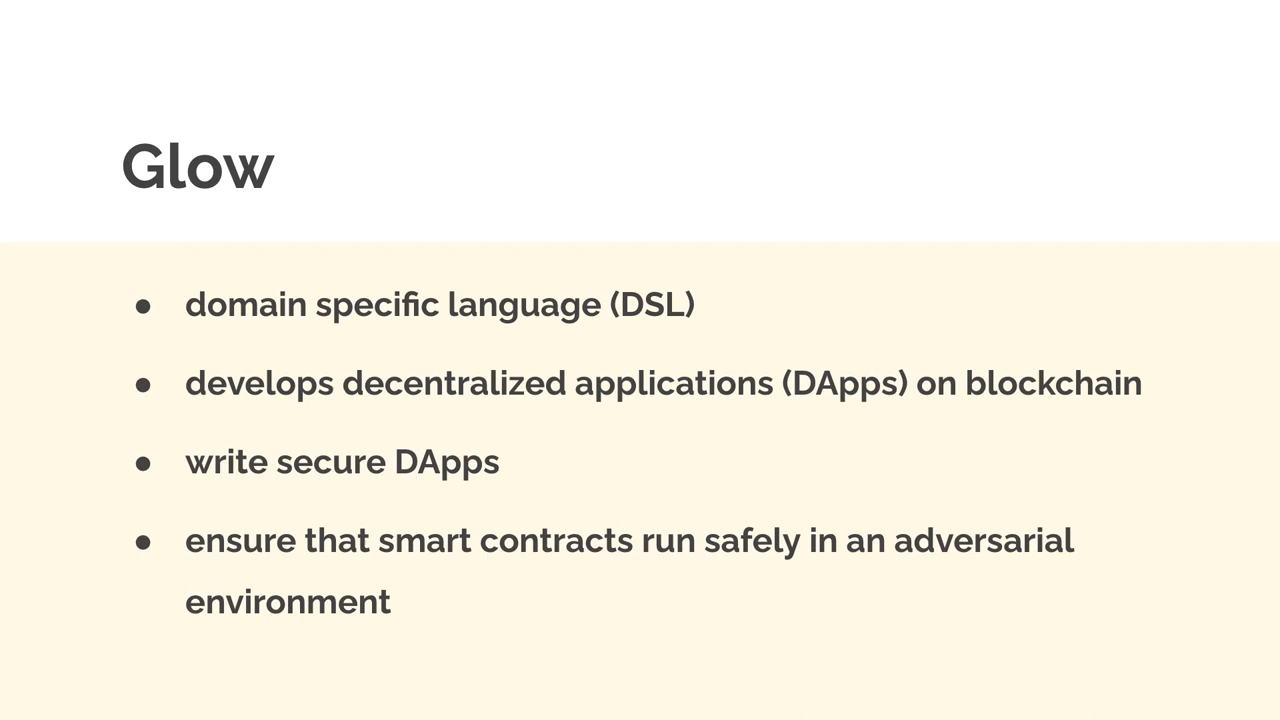 Glow
● domain specific language (DSL)
● develops decentralized applications (DApps) on blockchain
● write secure DApps
● ensure that smart contracts run safely in an adversarial
environment